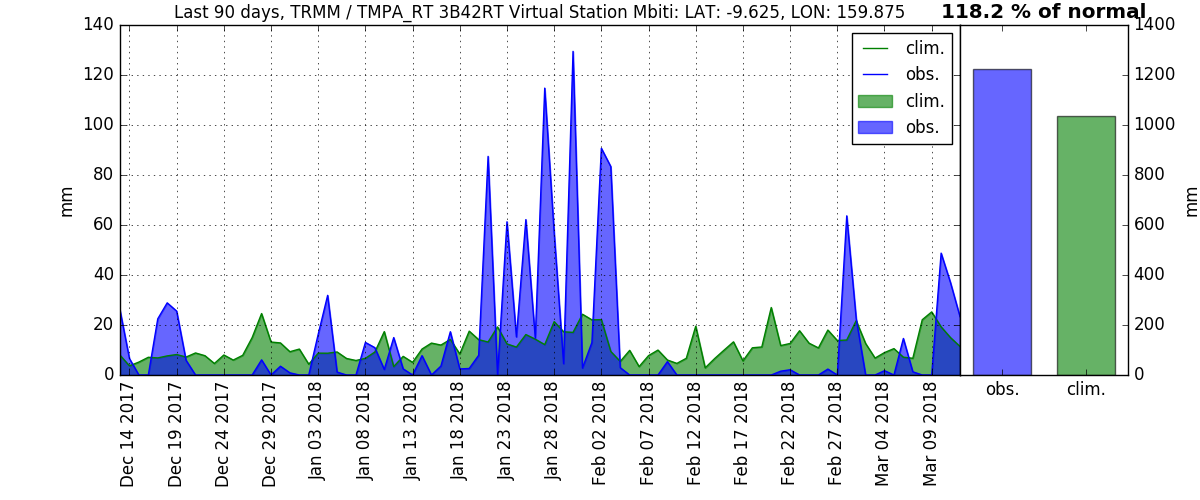 Last 90 days, TRMM / TMPA_RT 3B42RT Virtual Station Mbiti: LAT: -9.625, LON: 159.875
118.2 % of normal
mm
140
120
100
80
60
40
20
0
clim.
obs.
clim.
obs.
1400
1200
1000
800
600
400
200
0
mm
Dec 14 2017
Dec 19 2017
Dec 24 2017
Dec 29 2017
Jan 03 2018
Jan 08 2018
Jan 13 2018
Jan 18 2018
Jan 23 2018
Jan 28 2018
Feb 02 2018
Feb 07 2018
Feb 12 2018
Feb 17 2018
Feb 22 2018
Feb 27 2018
Mar 04 2018
Mar 09 2018
obs.
clim.